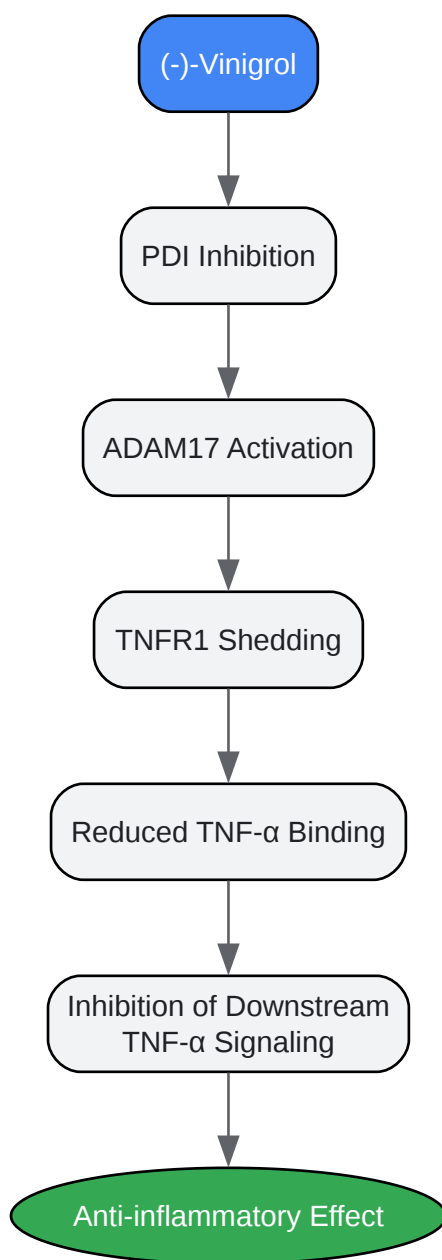 (-)-Vinigrol
PDI Inhibition
ADAM17 Activation
TNFR1 Shedding
Reduced TNF-α Binding
Inhibition of Downstream
TNF-α Signaling
Anti-inflammatory Effect